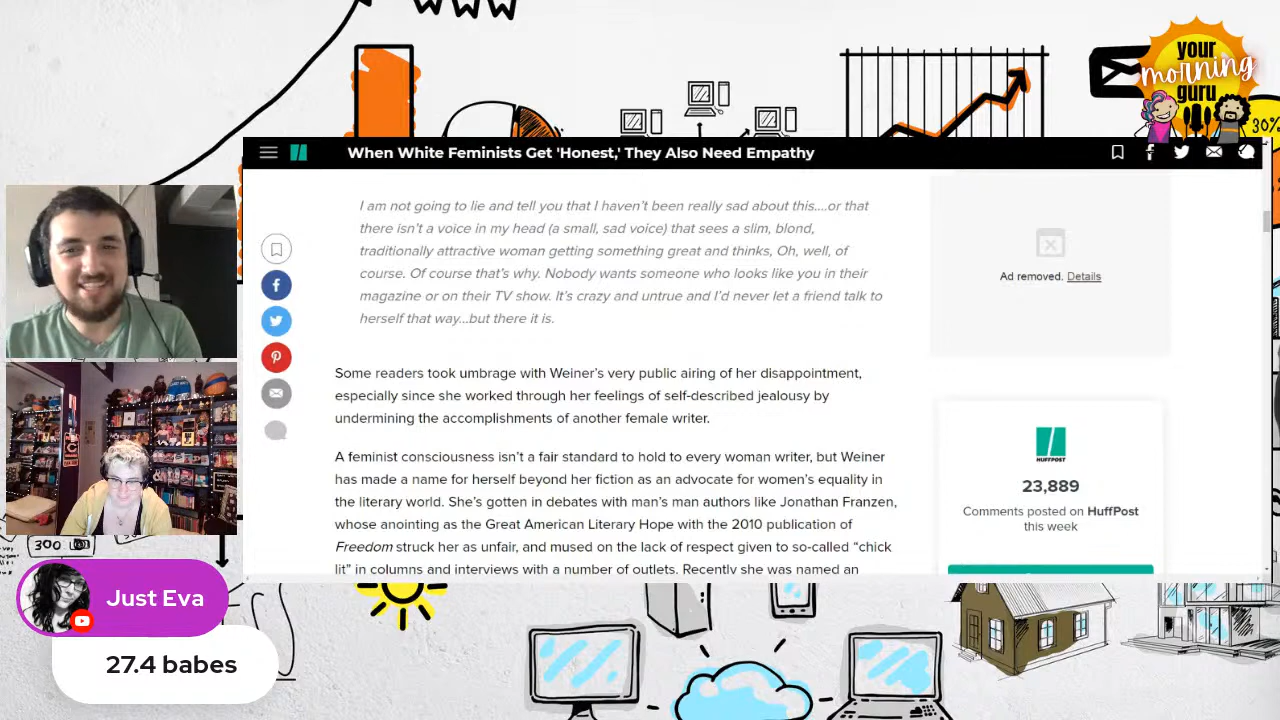 your
morning
guru
30%
When White Feminists Get 'Honest,' They Also Need Empathy
I am not going to lie and tell you that I haven't been really sad about this....or that
there isn't a voice in my head (a small, sad voice) that sees a slim, blond,
traditionally attractive woman getting something great and thinks, Oh, well, of
course. Of course that's why. Nobody wants someone who looks like you in their
magazine or on their TV show. It's crazy and untrue and I'd never let a friend talk to
herself that way...but there it is.
Ad removed. Details
Some readers took umbrage with Weiner's very public airing of her disappointment,
especially since she worked through her feelings of self-described jealousy by
undermining the accomplishments of another female writer.
A feminist consciousness isn't a fair standard to hold to every woman writer, but Weiner
has made a name for herself beyond her fiction as an advocate for women's equality in
the literary world. She's gotten in debates with man's man authors like Jonathan Franzen,
whose anointing as the Great American Literary Hope with the 2010 publication of
Freedom struck her as unfair, and mused on the lack of respect given to so-called “chick
lit” in columns and interviews with a number of outlets. Recently she was named an
HUFFPOST
23,889
Comments posted on HuffPost
this week
300
Just Eva
27.4 babes